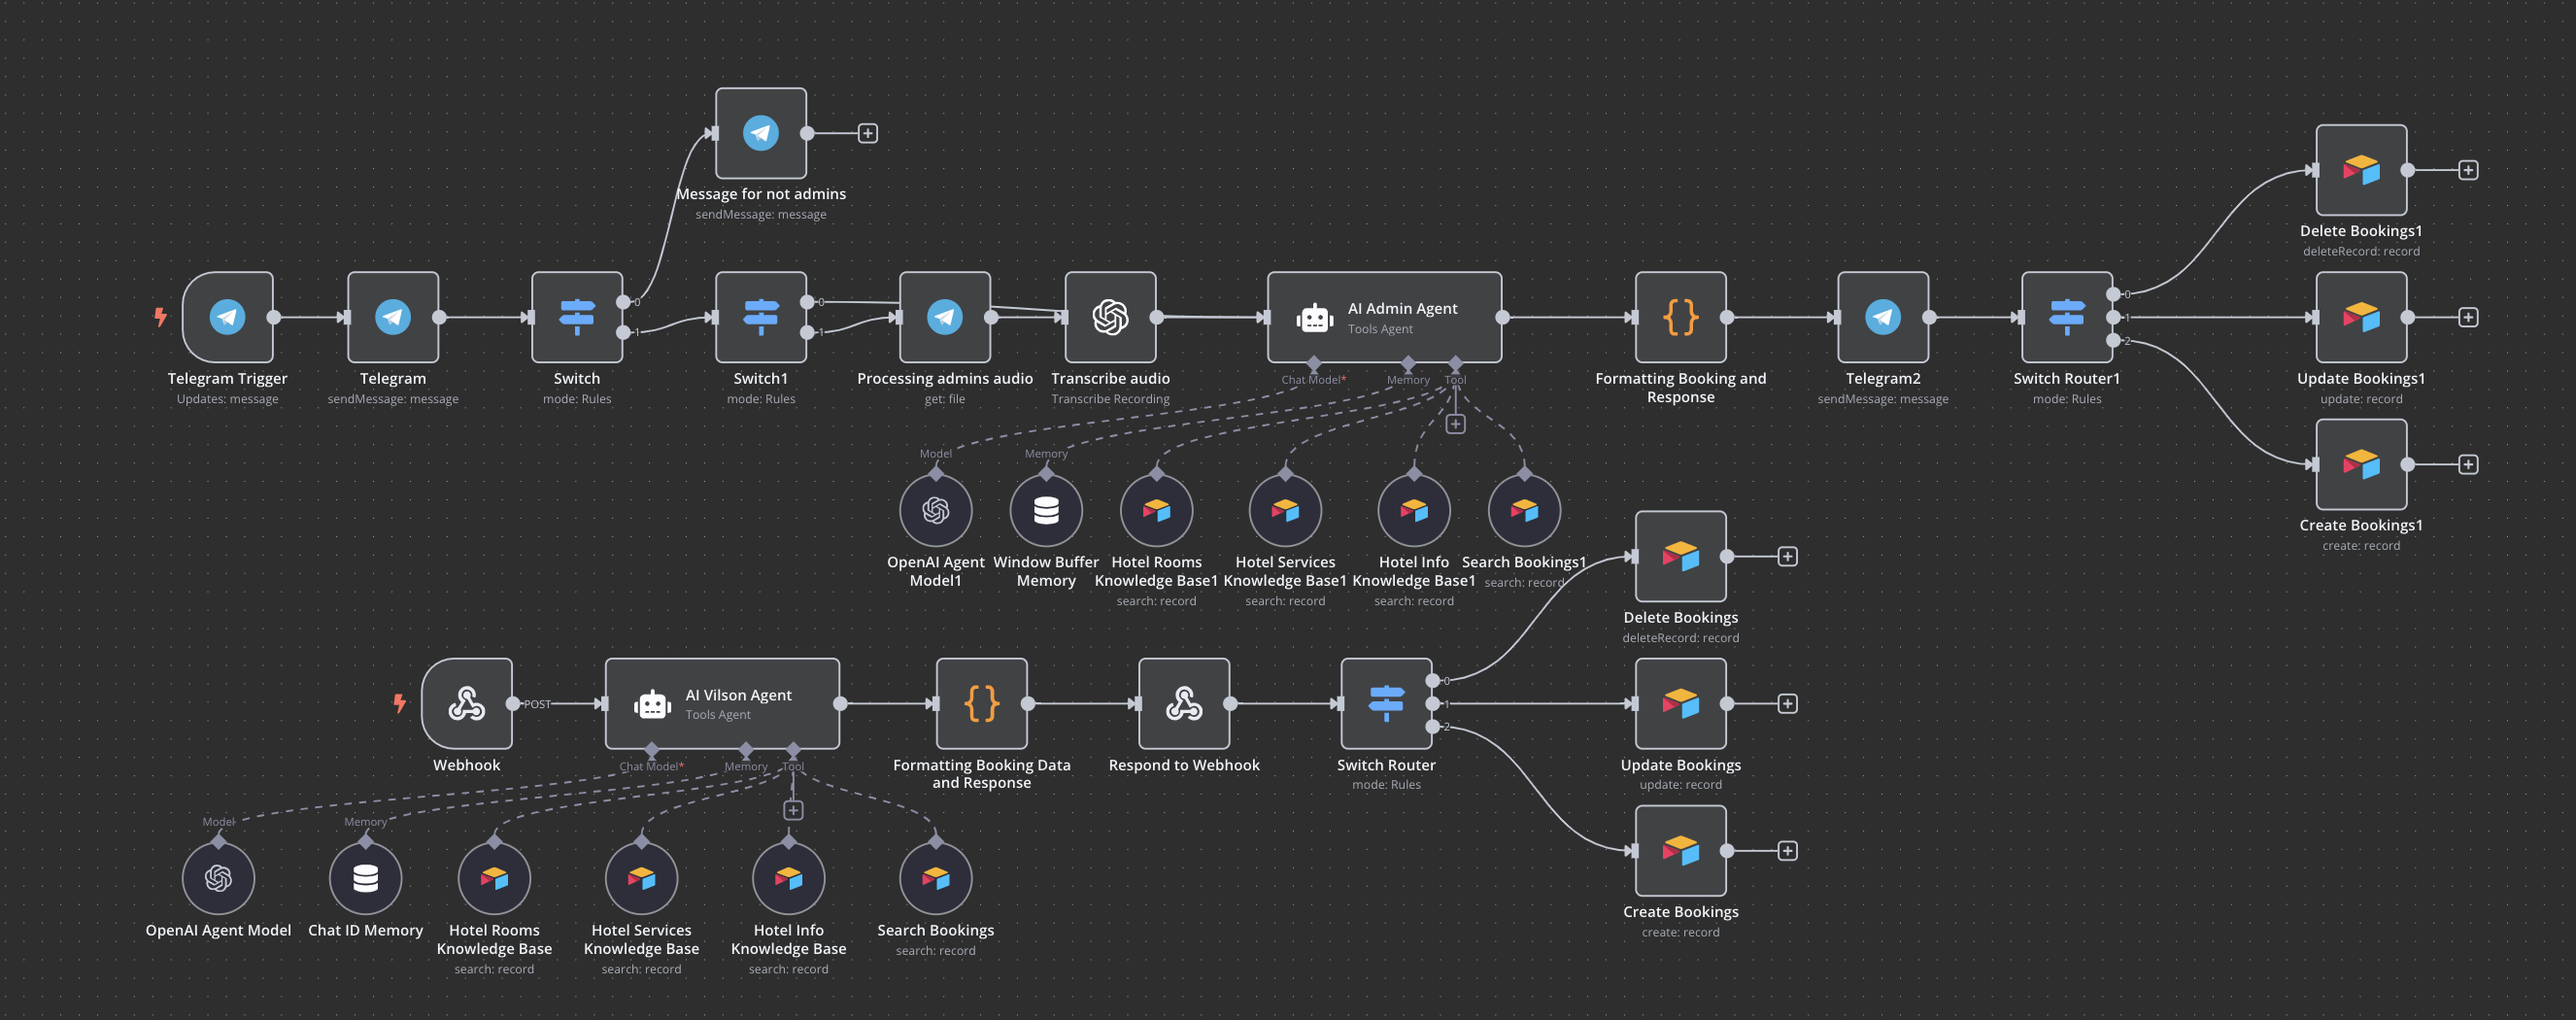 Message for not admins
sendMessage: message
Delete Bookings1
deleteRecord: record
0
1
0
1
0
1
2
Telegram Trigger
Updates: message
Telegram
sendMessage: message
Switch
mode: Rules
Switch1
mode: Rules
Processing admins audio
get: file
Transcribe audio
Transcribe Recording
AI Admin Agent
Tools Agent
Chat Model*
Memory
Tool
Formatting Booking and
Response
Telegram2
sendMessage: message
Switch Router1
mode: Rules
Update Bookings1
update: record
Create Bookings1
create: record
Model
Memory
OpenAI Agent
Model1
Window Buffer
Memory
Hotel Rooms
Knowledge Base1
search: record
Hotel Services
Knowledge Base1
search: record
Hotel Info
Knowledge Base1
search: record
Search Bookings1
search: record
Delete Bookings
deleteRecord: record
POST
Webhook
AI Vilson Agent
Tools Agent
Chat Model*
Memory
Tool
Formatting Booking Data
and Response
Respond to Webhook
0
1
2
Switch Router
mode: Rules
Update Bookings
update: record
Create Bookings
create: record
Model
Memory
OpenAI Agent Model
Chat ID Memory
Hotel Rooms
Knowledge Base
search: record
Hotel Services
Knowledge Base
search: record
Hotel Info
Knowledge Base
search: record
Search Bookings
search: record